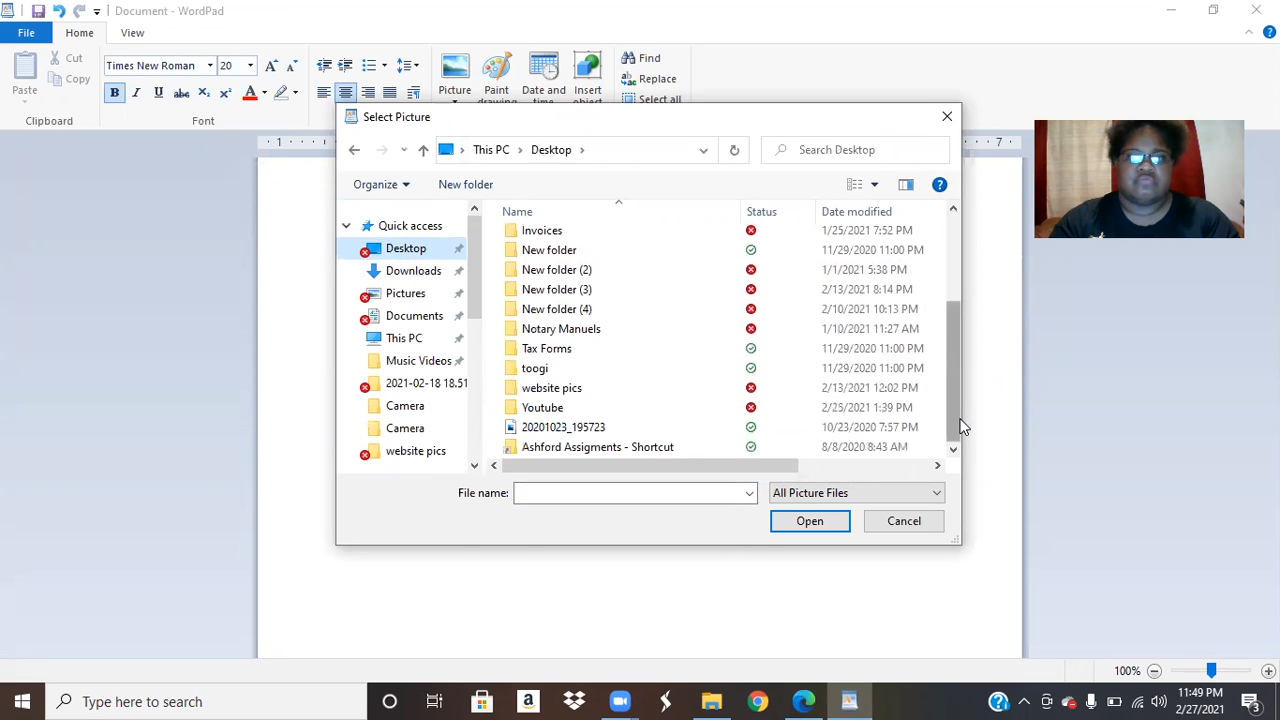 Document - WordPad
File
Home
View
Paste
Cut
Copy
Clipboard
Times New Roman
20
A
A
B
I
U
abc
X₂
X²
A
Font
Picture
Paint
drawing
Date and
time
Insert
object
Find
Replace
Select all
1
7
Select Picture
This PC
Desktop
Search Desktop
Organize
New folder
Name
Status
Date modified
Quick access
Desktop
Downloads
Pictures
Documents
This PC
Music Videos
2021-02-18 18.51
Camera
Camera
website pics
Invoices 1/25/2021 7:52 PM
New folder 11/29/2020 11:00 PM
New folder (2) 1/1/2021 5:38 PM
New folder (3) 2/13/2021 8:14 PM
New folder (4) 2/10/2021 10:13 PM
Notary Manuels 1/10/2021 11:27 AM
Tax Forms 11/29/2020 11:00 PM
toogi 11/29/2020 11:00 PM
website pics 2/13/2021 12:02 PM
Youtube 2/25/2021 1:39 PM
20201023_195723 10/23/2020 7:57 PM
Ashford Assigments - Shortcut 8/8/2020 8:43 AM
File name:
All Picture Files
Open
Cancel
100%
Type here to search
11:49 PM
2/27/2021
3